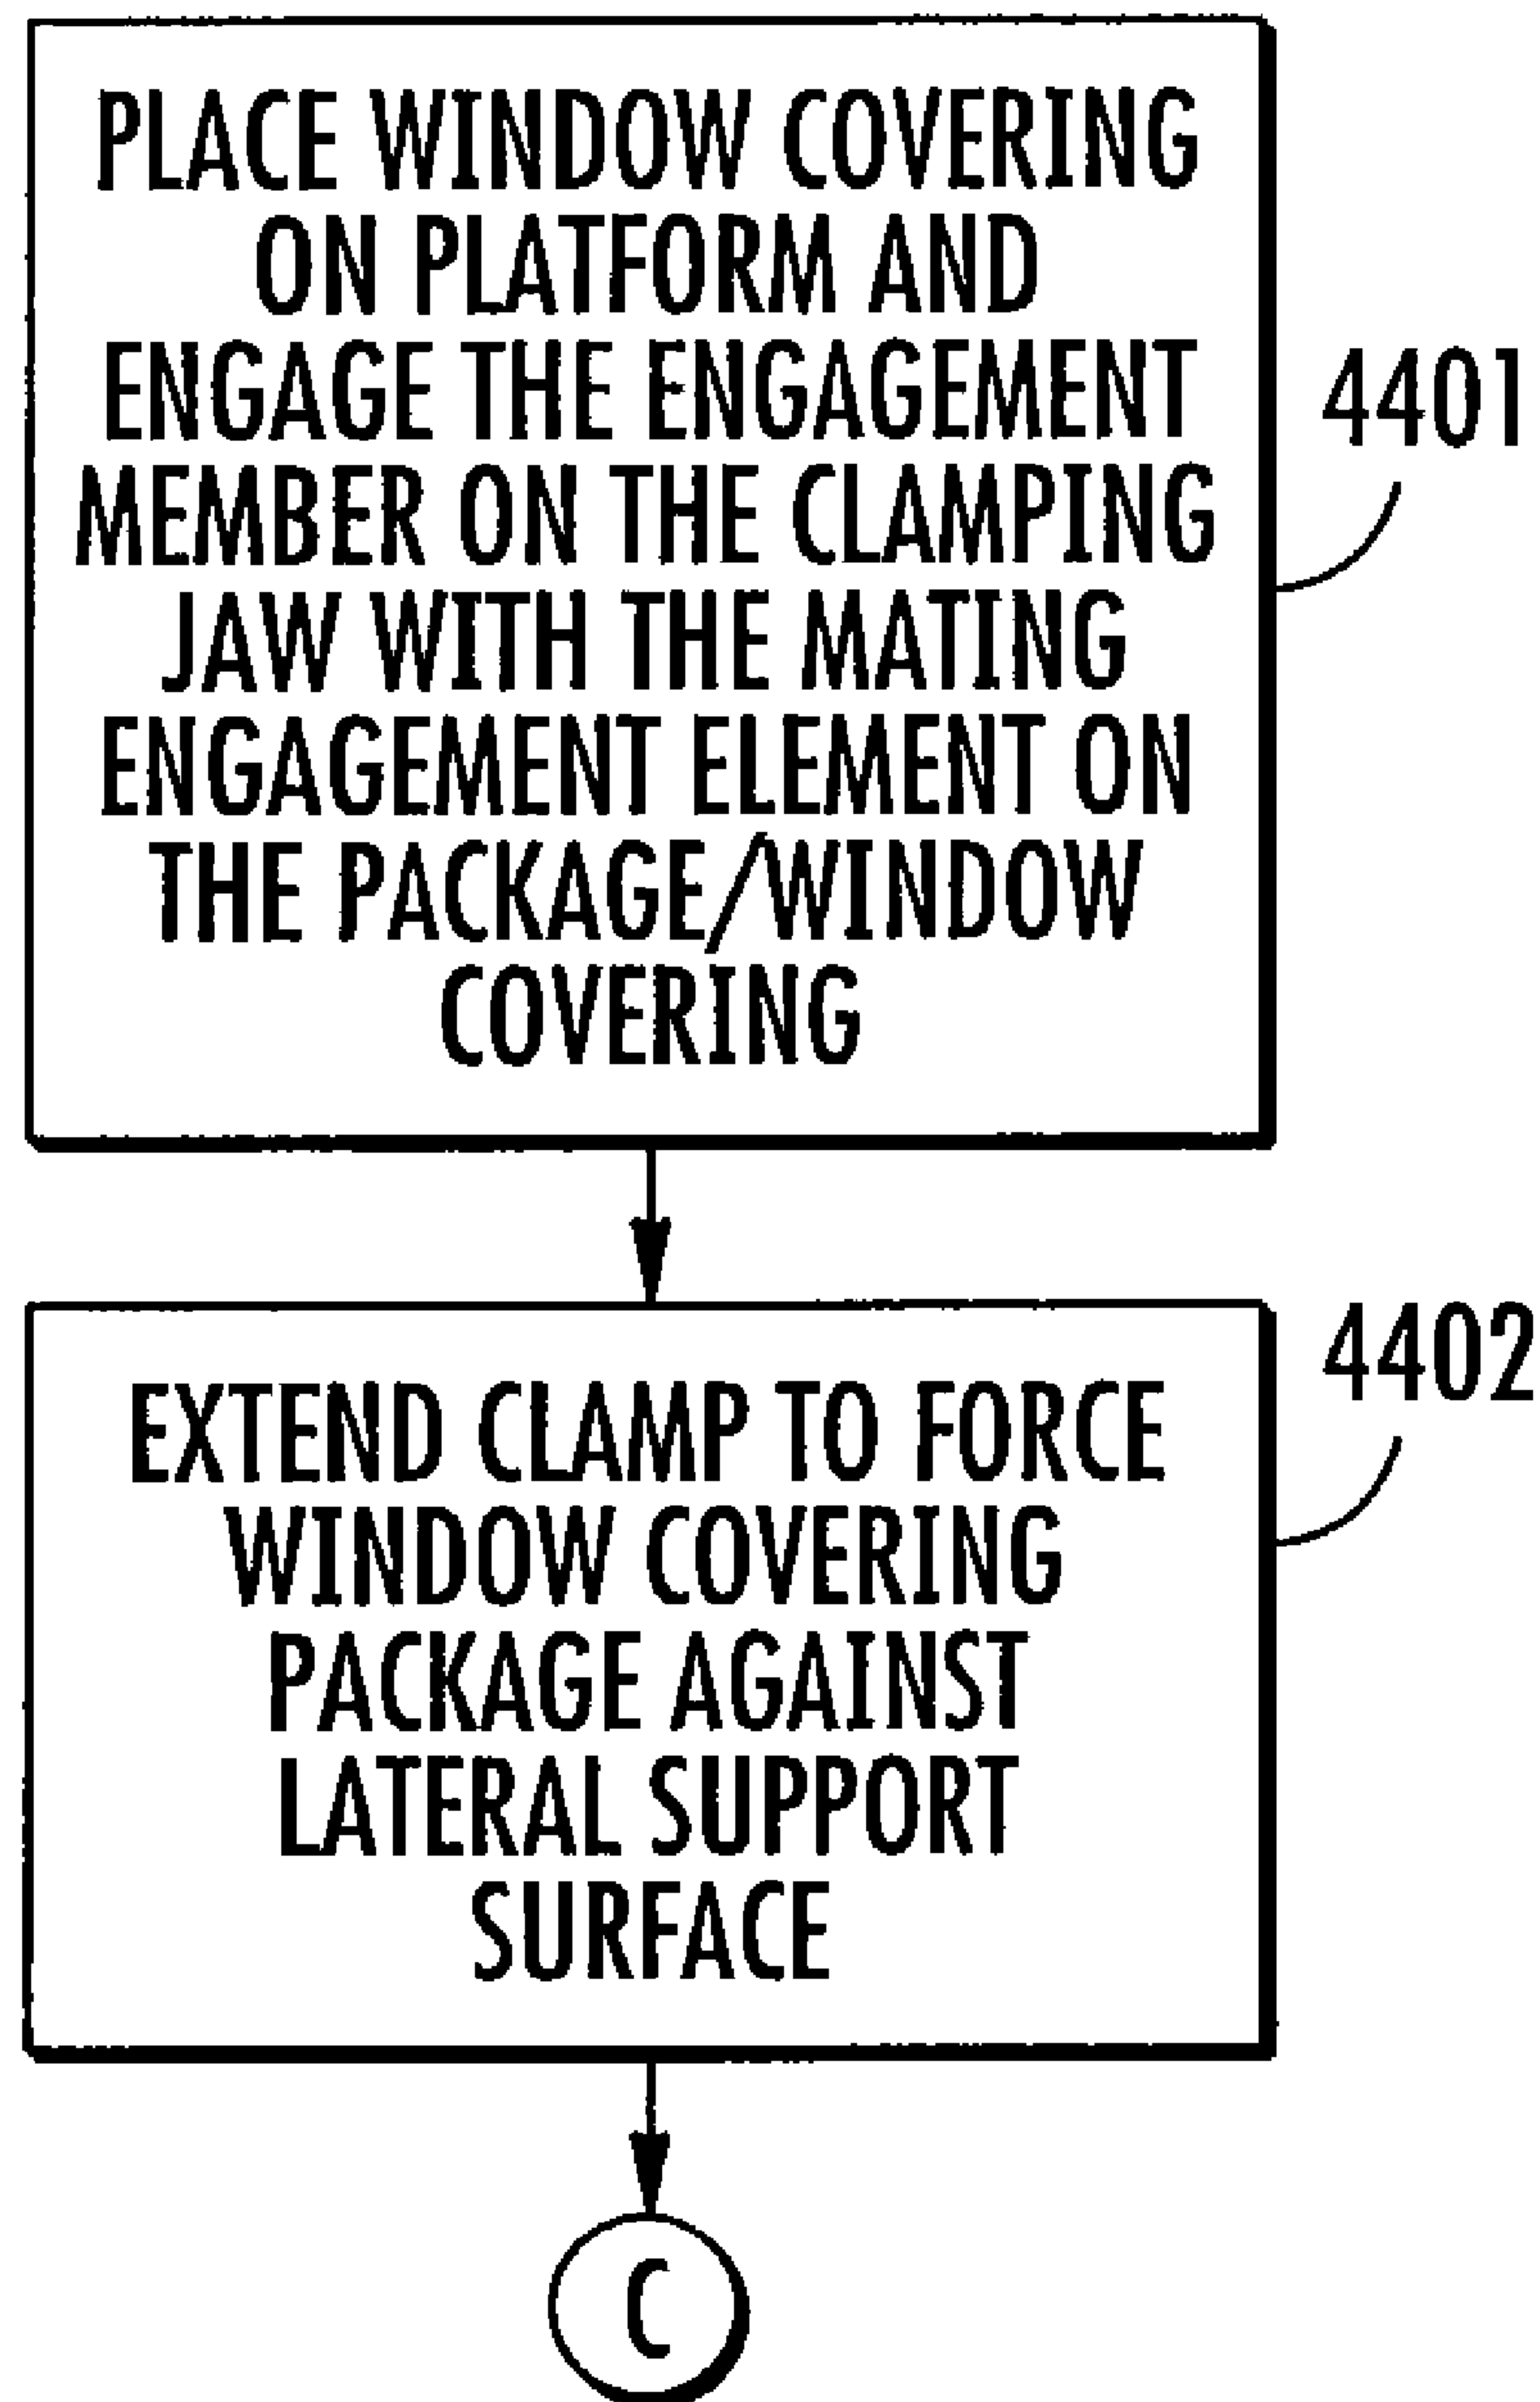 PLACE WINDOW COVERING
ON PLATFORM AND
ENGAGE THE ENGAGEMENT
MEMBER ON THE CLAMPING
JAW WITH THE MATING
ENGAGEMENT ELEMENT ON
THE PACKAGE/WINDOW
COVERING
4401
EXTEND CLAMP TO FORCE
WINDOW COVERING
PACKAGE AGAINST
LATERAL SUPPORT
SURFACE
4402
C